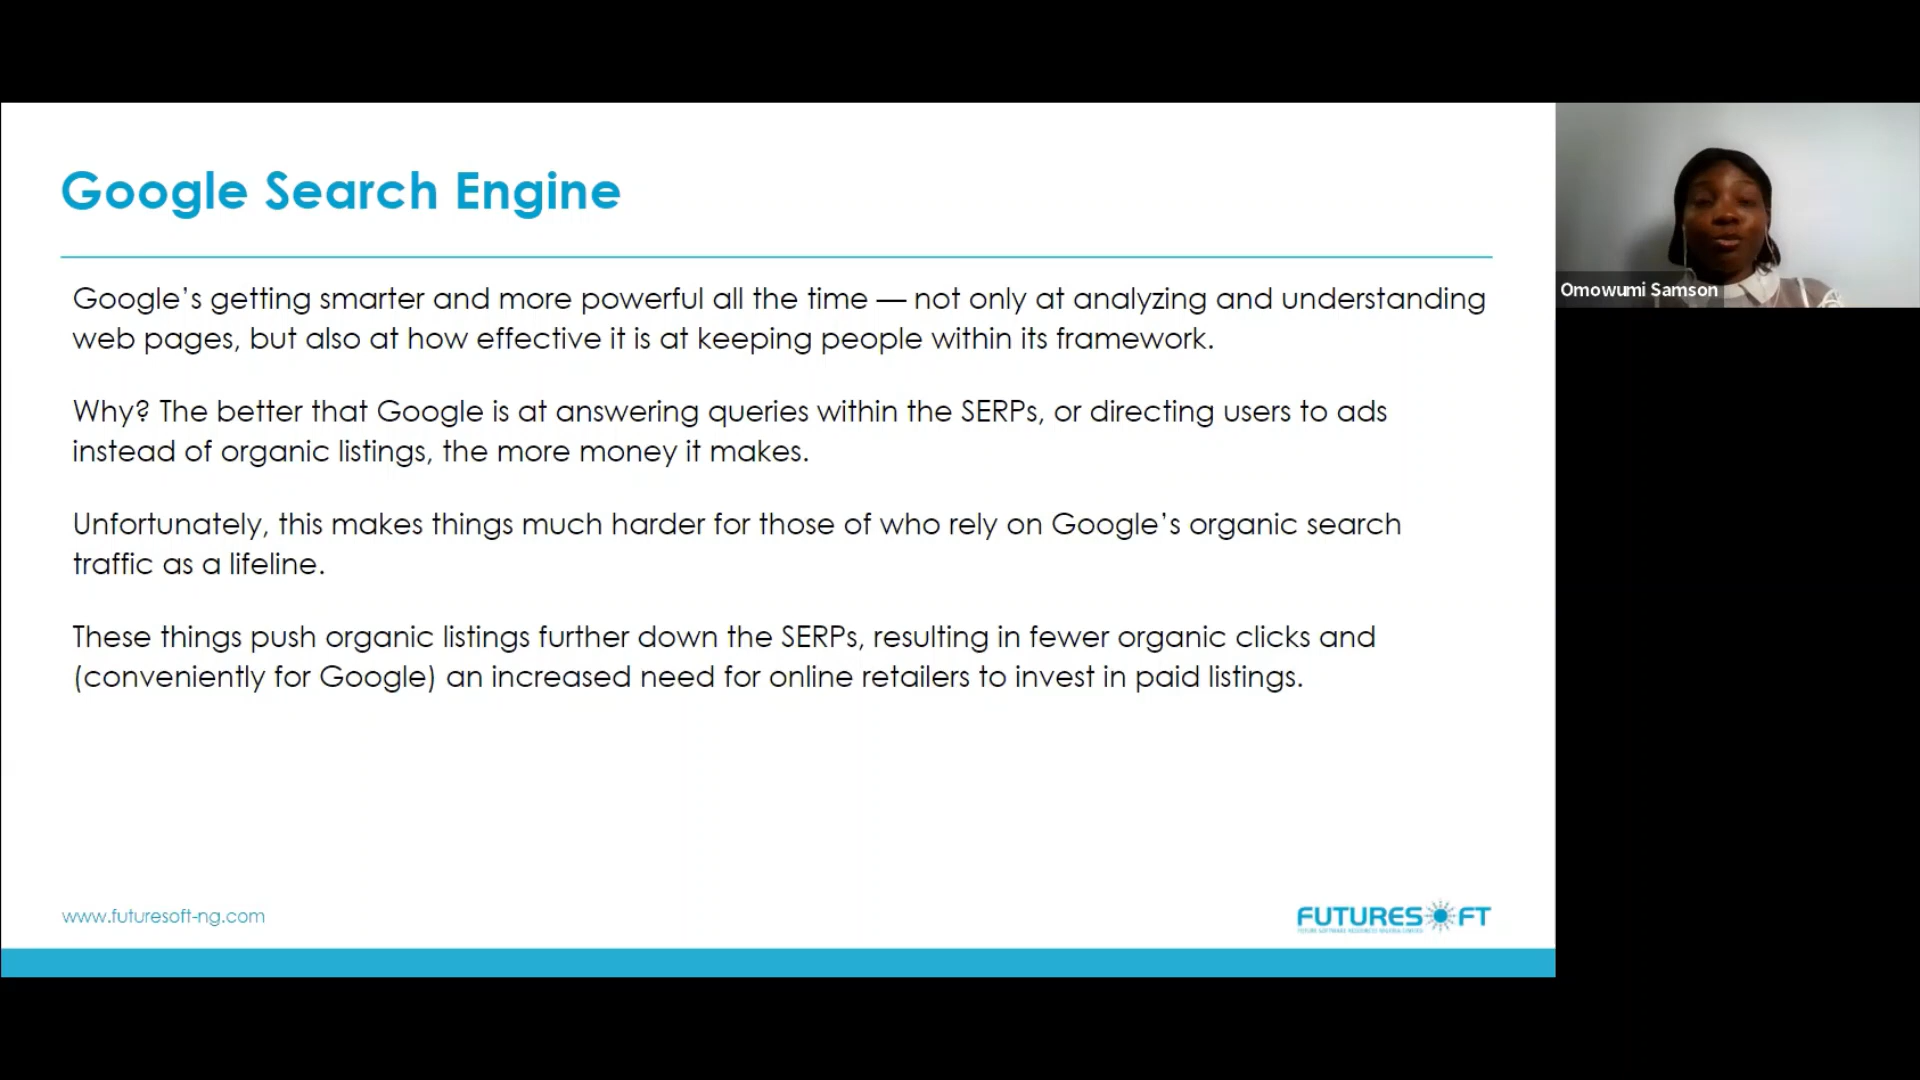 Google Search Engine
Google’s getting smarter and more powerful all the time — not only at analyzing and understanding
web pages, but also at how effective it is at keeping people within its framework.
Why? The better that Google is at answering queries within the SERPs, or directing users to ads
instead of organic listings, the more money it makes.
Unfortunately, this makes things much harder for those of who rely on Google’s organic search
traffic as a lifeline.
These things push organic listings further down the SERPs, resulting in fewer organic clicks and
(conveniently for Google) an increased need for online retailers to invest in paid listings.
www.futuresoft-ng.com
FUTURESOFT
Omowumi Samson